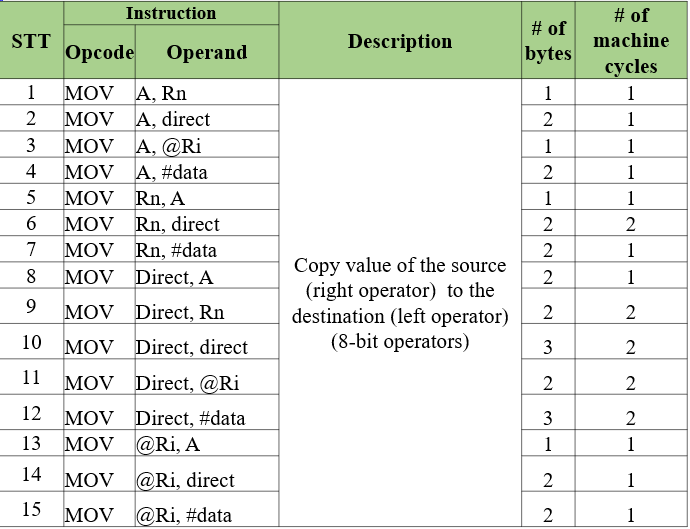 STT Instruction Description # of bytes # of machine cycles
Opcode Operand
1 MOV A, Rn 1 1
2 MOV A, direct 2 1
3 MOV A, @Ri 1 1
4 MOV A, #data 2 1
5 MOV Rn, A 1 1
6 MOV Rn, direct 2 2
7 MOV Rn, #data 2 1
8 MOV Direct, A 2 1
9 MOV Direct, Rn 2 2
10 MOV Direct, direct 3 2
11 MOV Direct, @Ri 2 2
12 MOV Direct, #data 3 2
13 MOV @Ri, A 1 1
14 MOV @Ri, direct 2 1
15 MOV @Ri, #data 2 1
Copy value of the source
(right operator) to the
destination (left operator)
(8-bit operators)